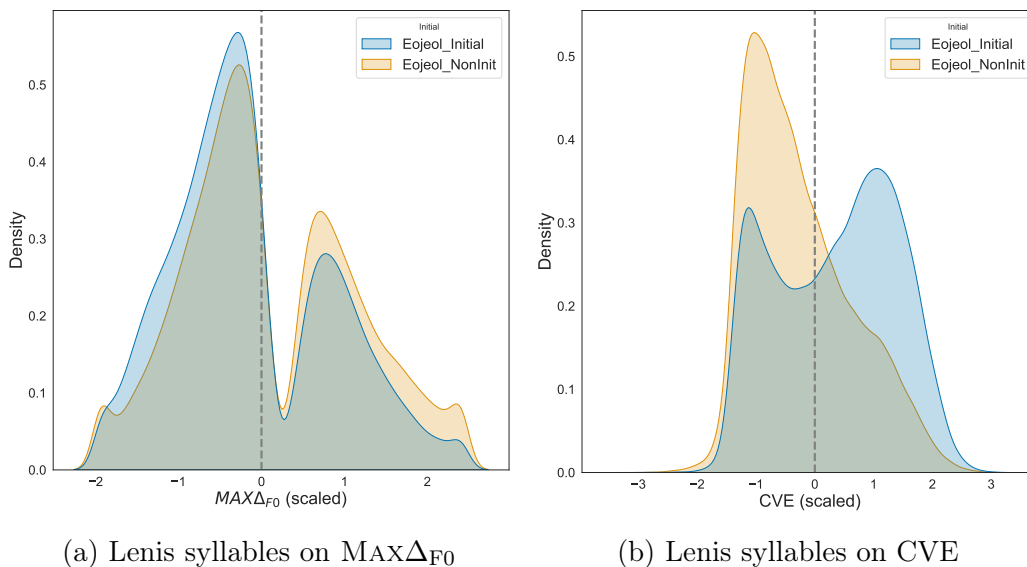 Initial
Eojeol_Initial
Eojeol_NonInit
0.5
0.4
0.3
0.2
0.1
0.0
Density
−2
−1
0
1
2
MAXΔF0 (scaled)
(a) Lenis syllables on MAXΔF0
Initial
Eojeol_Initial
Eojeol_NonInit
0.5
0.4
0.3
0.2
0.1
0.0
Density
−3
−2
−1
0
1
2
3
CVE (scaled)
(b) Lenis syllables on CVE